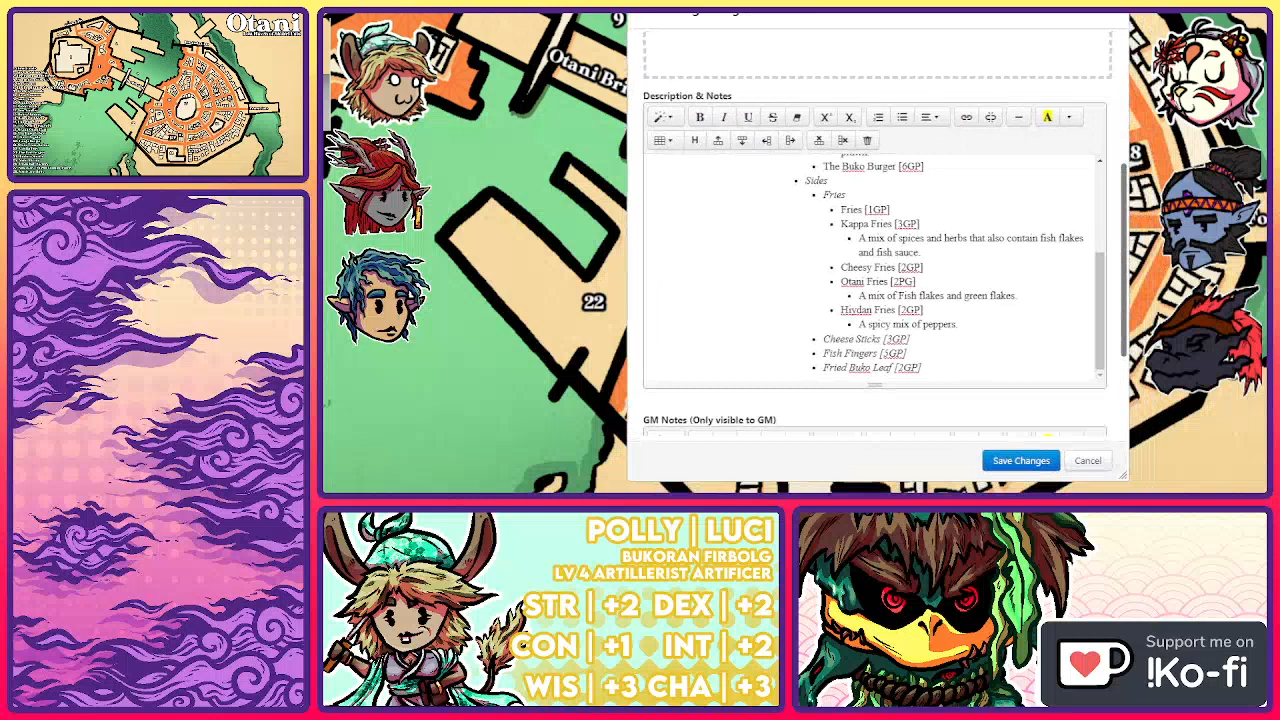 Otani
9
Otani Bri
8
22
Description & Notes
B I U S X² X₂ A
H
The Buko Burger [6GP]
Sides
Fries
Fries [1GP]
Kappa Fries [3GP]
A mix of spices and herbs that also contain fish flakes
and fish sauce.
Cheesy Fries [2GP]
Otani Fries [2PG]
A mix of Fish flakes and green flakes.
Hiydan Fries [2GP]
A spicy mix of peppers.
Cheese Sticks [3GP]
Fish Fingers [5GP]
Fried Buko Leaf [2GP]
GM Notes (Only visible to GM)
Save Changes Cancel
POLLY | LUCI
BUKORAN FIRBOLG
LV 4 ARTILLERIST ARTIFICER
STR | +2 DEX | +2
CON | +1 INT | +2
WIS | +3 CHA | +3
Support me on
!Ko-fi